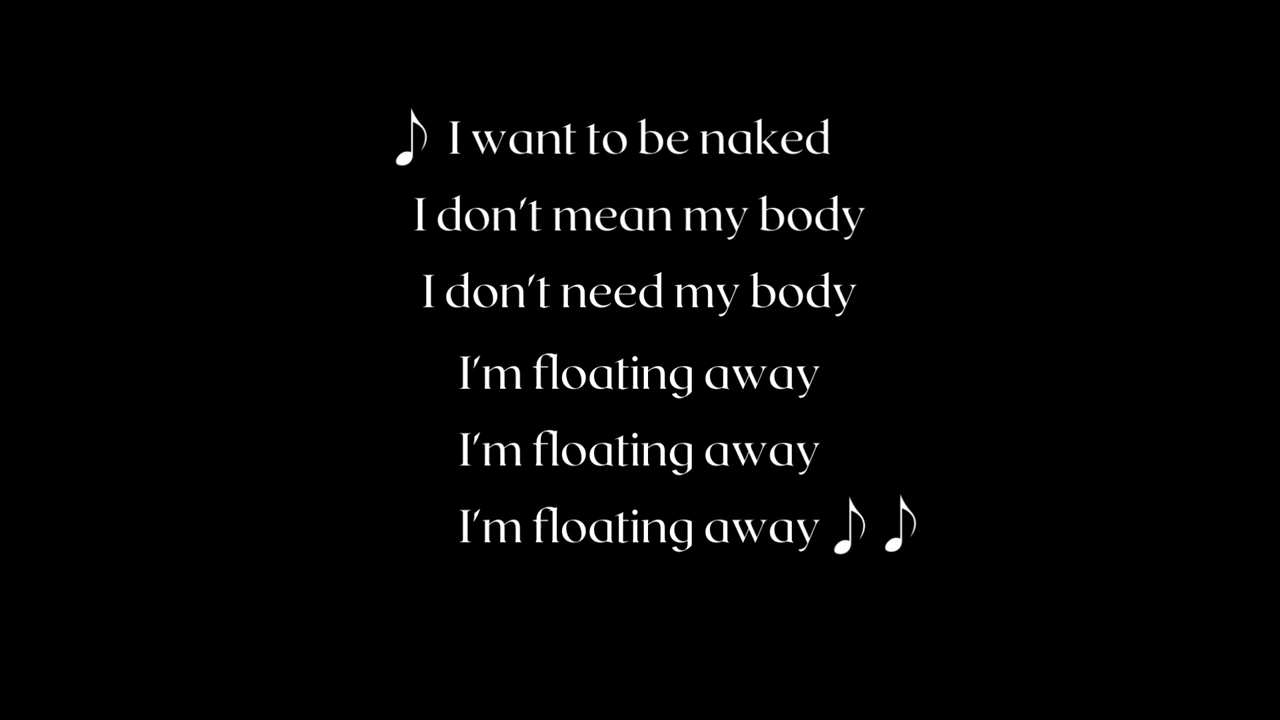 ♪ I want to be naked
I don't mean my body
I don't need my body
I'm floating away
I'm floating away
I'm floating away ♪ ♪